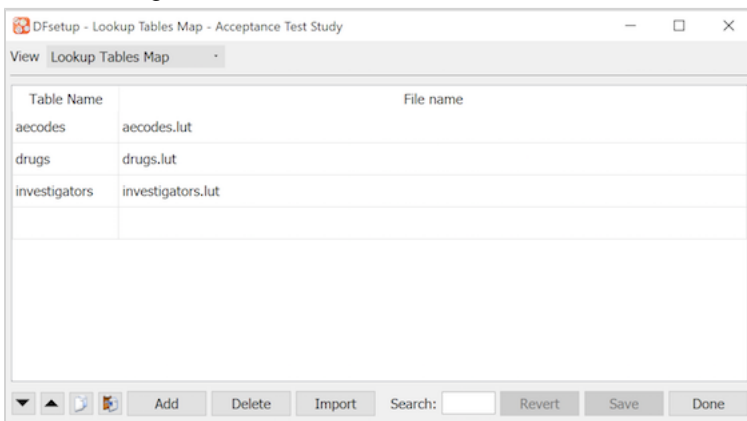 DFsetup - Lookup Tables Map - Acceptance Test Study
View Lookup Tables Map
Table Name File name
aecodes aecodes.lut
drugs drugs.lut
investigators investigators.lut
Add Delete Import Search: Revert Save Done